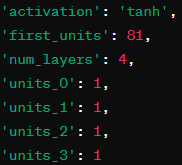 'activation': 'tanh',
'first_units': 81,
'num_layers': 4,
'units_0': 1,
'units_1': 1,
'units_2': 1,
'units_3': 1